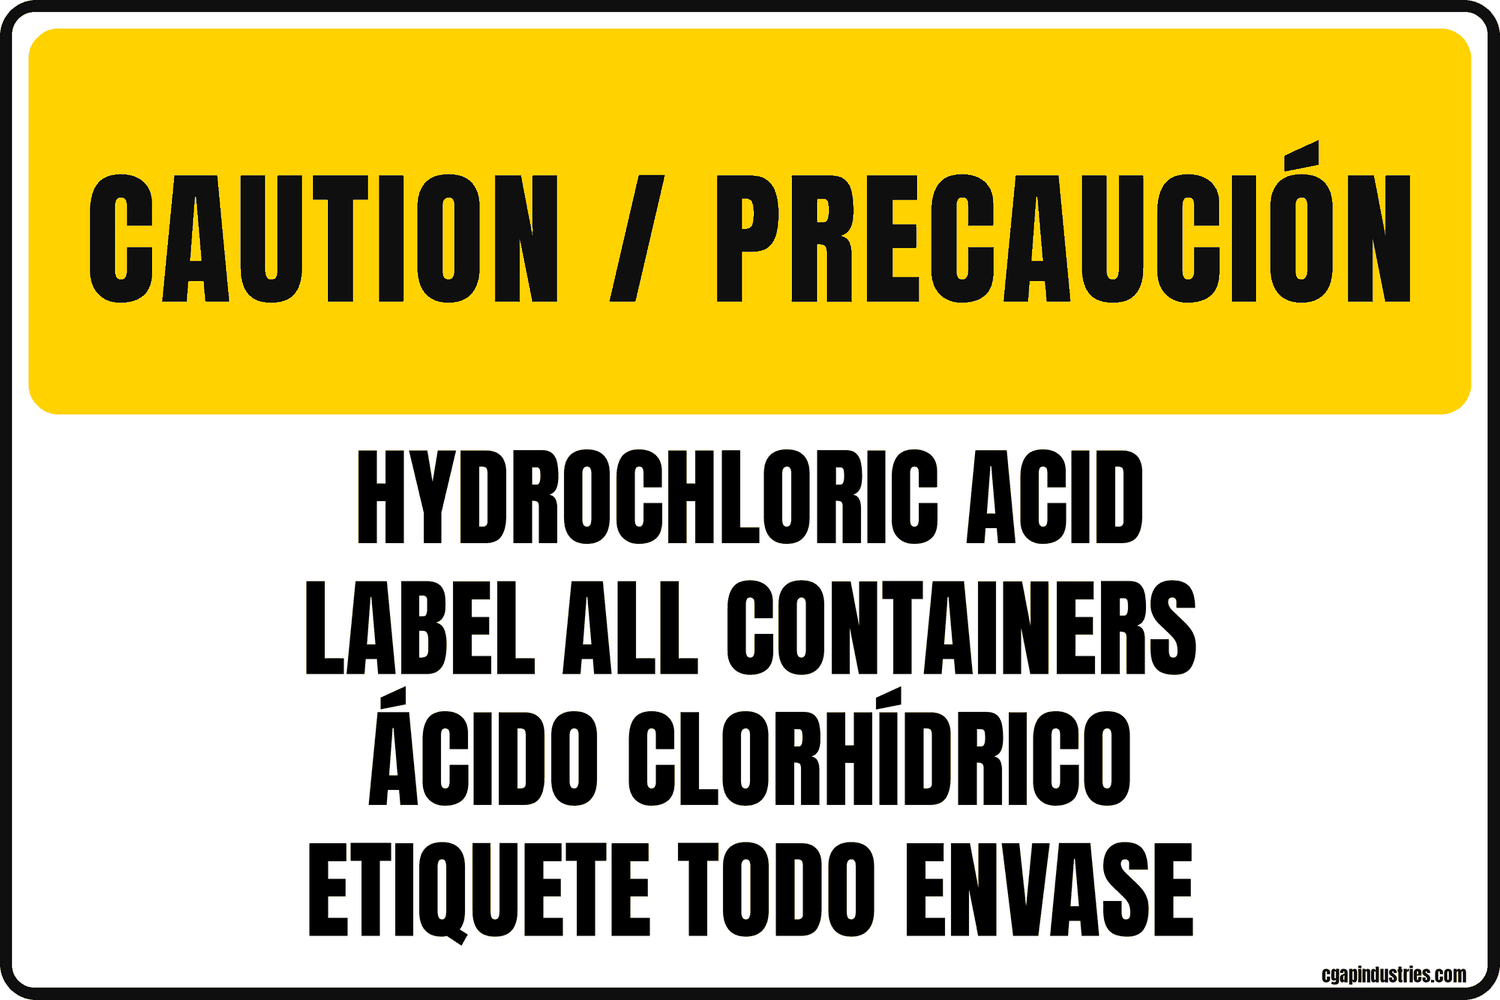 CAUTION / PRECAUCIÓN
HYDROCHLORIC ACID
LABEL ALL CONTAINERS
ÁCIDO CLORHÍDRICO
ETIQUETE TODO ENVASE
cgapindustries.com